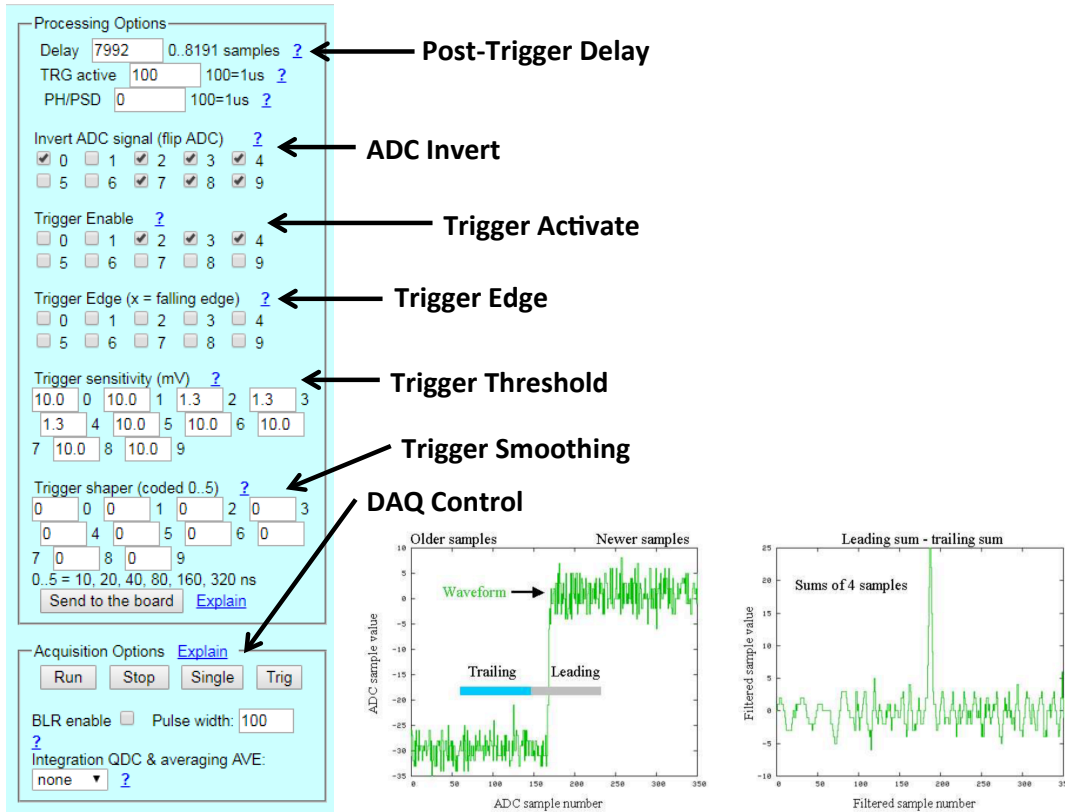 Processing Options
Delay 7992 0..8191 samples ?
TRG active 100 100=1us ?
PH/PSD 0 100=1us ?
Invert ADC signal (flip ADC) ?
0 1 2 3 4
5 6 7 8 9
Trigger Enable ?
0 1 2 3 4
5 6 7 8 9
Trigger Edge (x = falling edge) ?
0 1 2 3 4
5 6 7 8 9
Trigger sensitivity (mV) ?
10.0 0 10.0 1 1.3 2 1.3 3
1.3 4 10.0 5 10.0 6 10.0
7 10.0 8 10.0 9
Trigger shaper (coded 0..5) ?
0 0 0 1 0 2 0 3
0 4 0 5 0 6 0
7 0 8 0 9
0..5 = 10, 20, 40, 80, 160, 320 ns
Send to the board Explain
Acquisition Options Explain
Run Stop Single Trig
BLR enable Pulse width: 100
?
Integration QDC & averaging AVE:
none ?
Post-Trigger Delay
ADC Invert
Trigger Activate
Trigger Edge
Trigger Threshold
Trigger Smoothing
DAQ Control
Older samples Newer samples
10
5
0
-5
-10
-15
-20
-25
-30
-35
ADC sample value
Waveform
Trailing Leading
0 50 100 150 200 250 300 350
ADC sample number
Leading sum - trailing sum
25
20
15
10
5
0
-5
-10
Filtered sample value
Sums of 4 samples
0 50 100 150 200 250 300 350
Filtered sample number